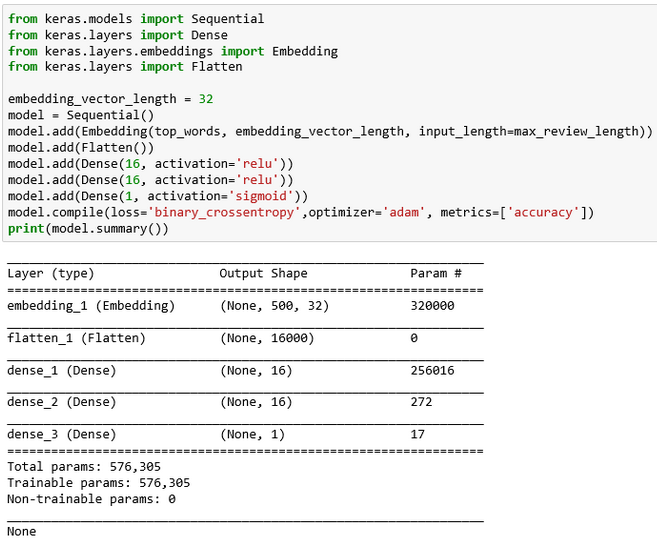 from keras.models import Sequential
from keras.layers import Dense
from keras.layers.embeddings import Embedding
from keras.layers import Flatten
embedding_vector_length = 32
model = Sequential()
model.add(Embedding(top_words, embedding_vector_length, input_length=max_review_length))
model.add(Flatten())
model.add(Dense(16, activation='relu'))
model.add(Dense(16, activation='relu'))
model.add(Dense(1, activation='sigmoid'))
model.compile(loss='binary_crossentropy',optimizer='adam', metrics=['accuracy'])
print(model.summary())
_________________________________________________________________
Layer (type)                 Output Shape              Param #
=================================================================
embedding_1 (Embedding)      (None, 500, 32)           320000
_________________________________________________________________
flatten_1 (Flatten)          (None, 16000)             0
_________________________________________________________________
dense_1 (Dense)              (None, 16)                256016
_________________________________________________________________
dense_2 (Dense)              (None, 16)                272
_________________________________________________________________
dense_3 (Dense)              (None, 1)                 17
=================================================================
Total params: 576,305
Trainable params: 576,305
Non-trainable params: 0
_________________________________________________________________
None